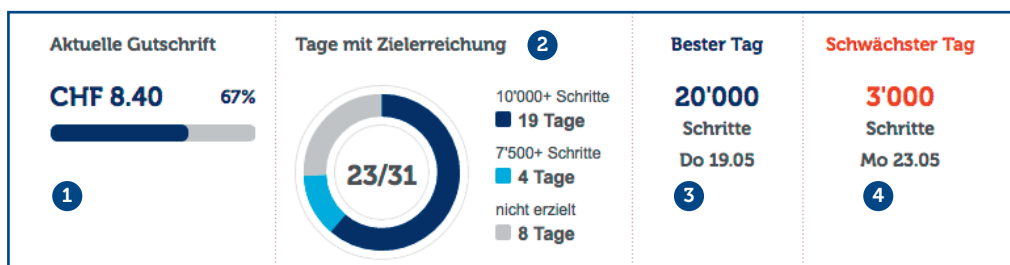 Aktuelle Gutschrift
CHF 8.40 67%
1
Tage mit Zielerreichung 2
23/31
10'000+ Schritte
19 Tage
7'500+ Schritte
4 Tage
nicht erzielt
8 Tage
Bester Tag
20'000
Schritte
Do 19.05
3
Schwächster Tag
3'000
Schritte
Mo 23.05
4